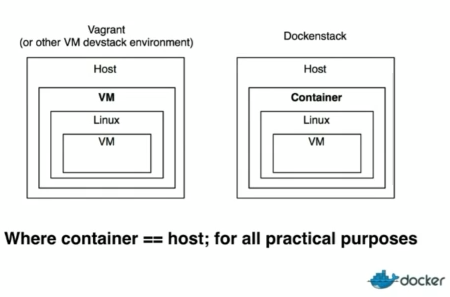 Vagrant
(or other VM devstack environment)
Dockenstack
Host
VM
Linux
VM
Host
Container
Linux
VM
Where container == host; for all practical purposes
docker